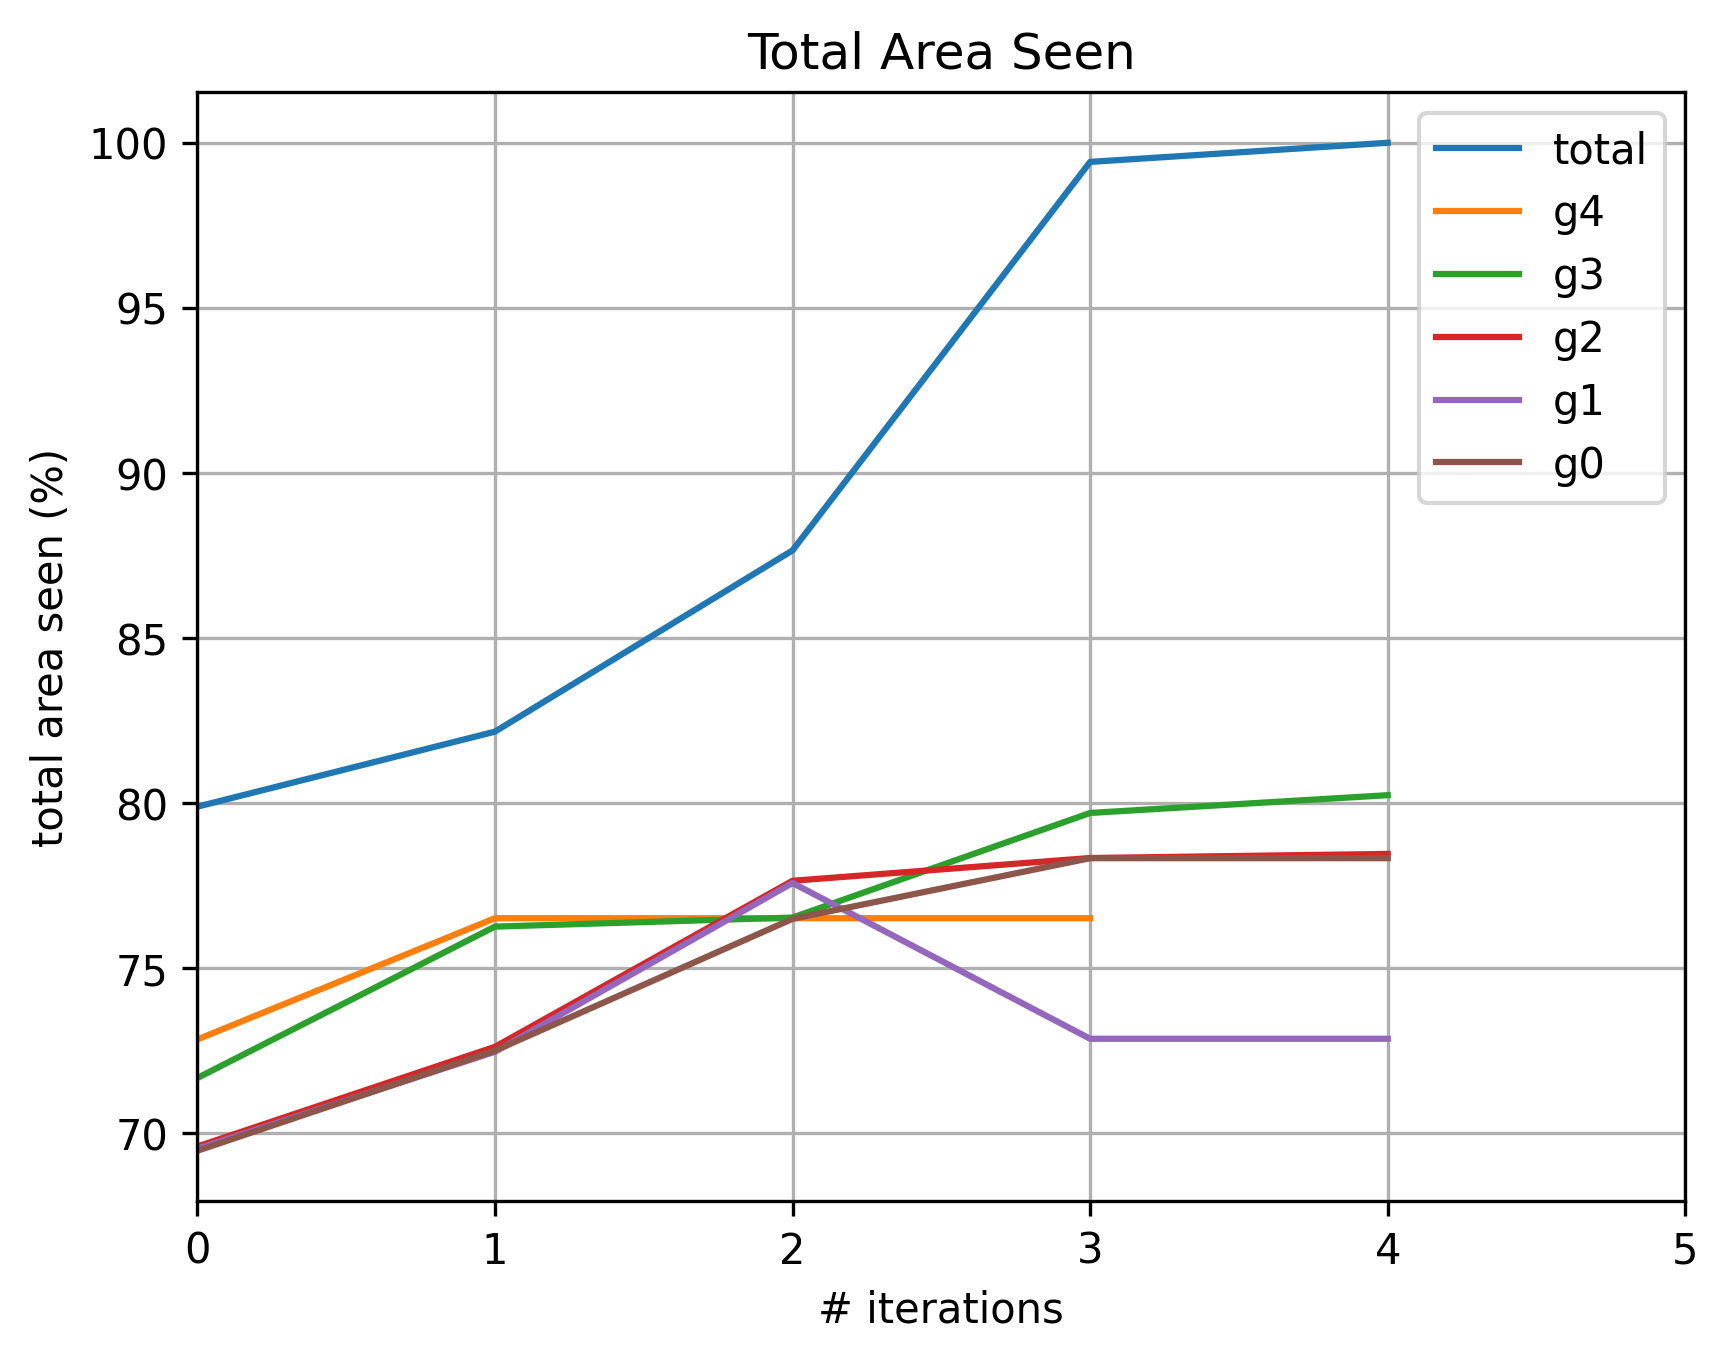 Total Area Seen
total area seen (%)
100
95
90
85
80
75
70
total
g4
g3
g2
g1
g0
0 1 2 3 4 5
# iterations